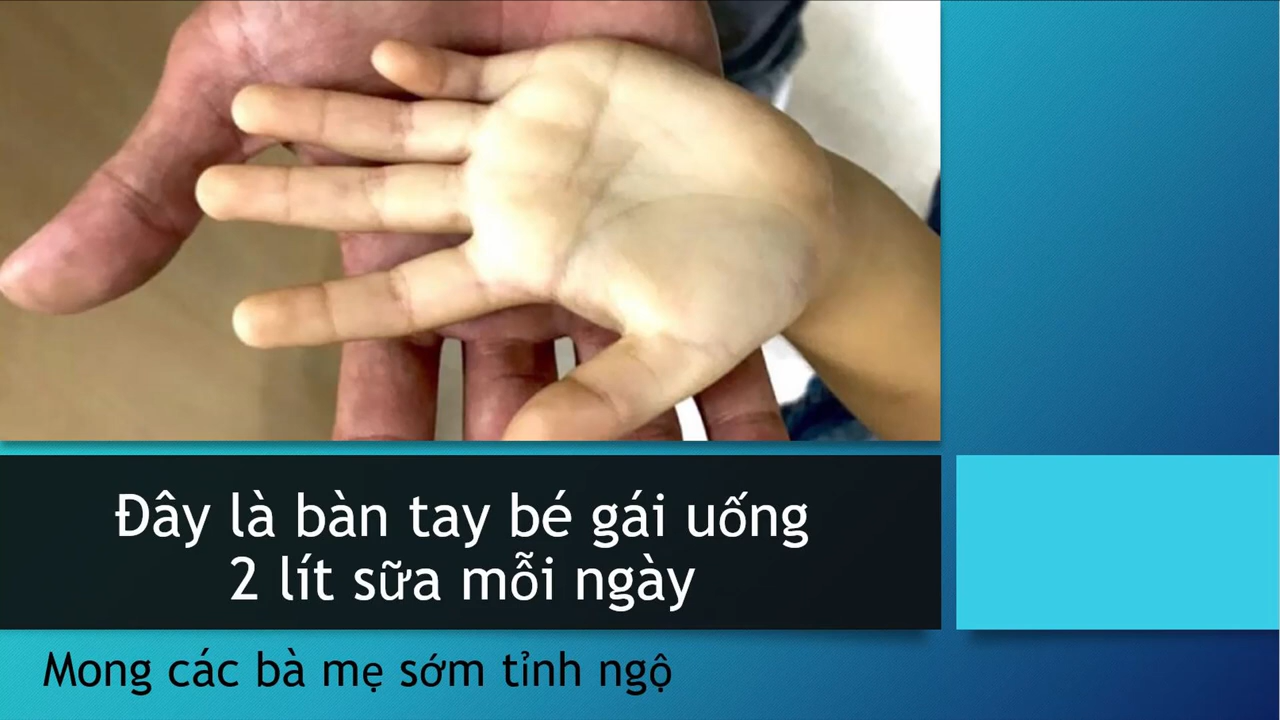 Đây là bàn tay bé gái uống
2 lít sữa mỗi ngày
Mong các bà mẹ sớm tỉnh ngộ